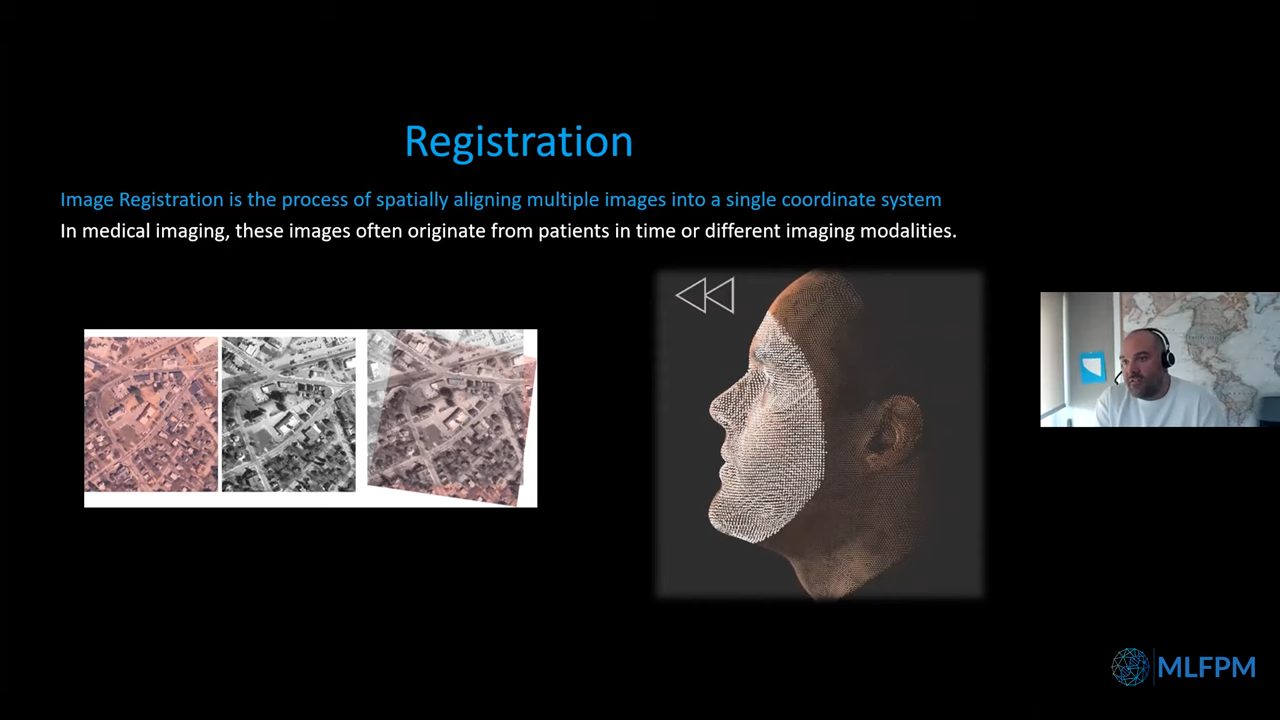 Registration
Image Registration is the process of spatially aligning multiple images into a single coordinate system
In medical imaging, these images often originate from patients in time or different imaging modalities.
MLFPM